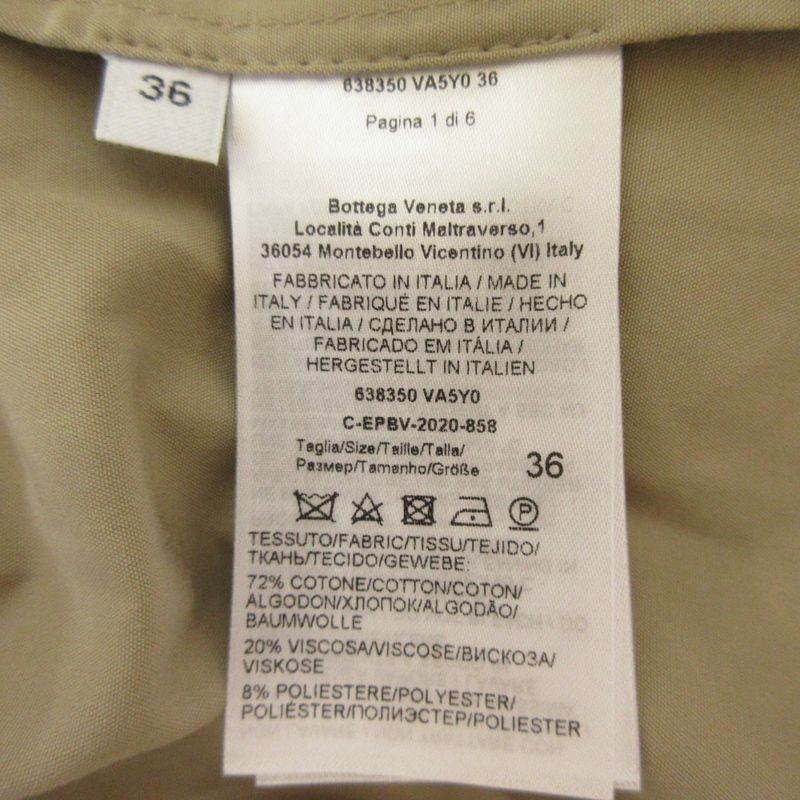 36
638350 VA5Y0 36
Pagina 1 di 6
Bottega Veneta s.r.l.
Località Conti Maltraverso,1
36054 Montebello Vicentino (VI) Italy
FABBRICATO IN ITALIA / MADE IN
ITALY / FABRIQUÉ EN ITALIE / HECHO
EN ITALIA / СДЕЛАНО В ИТАЛИИ /
FABRICADO EM ITÁLIA /
HERGESTELLT IN ITALIEN
638350 VA5Y0
C-EPBV-2020-858
Taglia/Size/Taille/Talla/
Размер/Tamanho/Größe 36
P
TESSUTO/FABRIC/TISSU/TEJIDO/
ТКАНЬ/TECIDO/GEWEBE:
72% COTONE/COTTON/COTON/
ALGODON/ХЛОПОК/ALGODÃO/
BAUMWOLLE
20% VISCOSA/VISCOSE/ВИСКОЗА/
VISKOSE
8% POLIESTERE/POLYESTER/
POLIÉSTER/ПОЛИЭСТЕР/POLIESTER